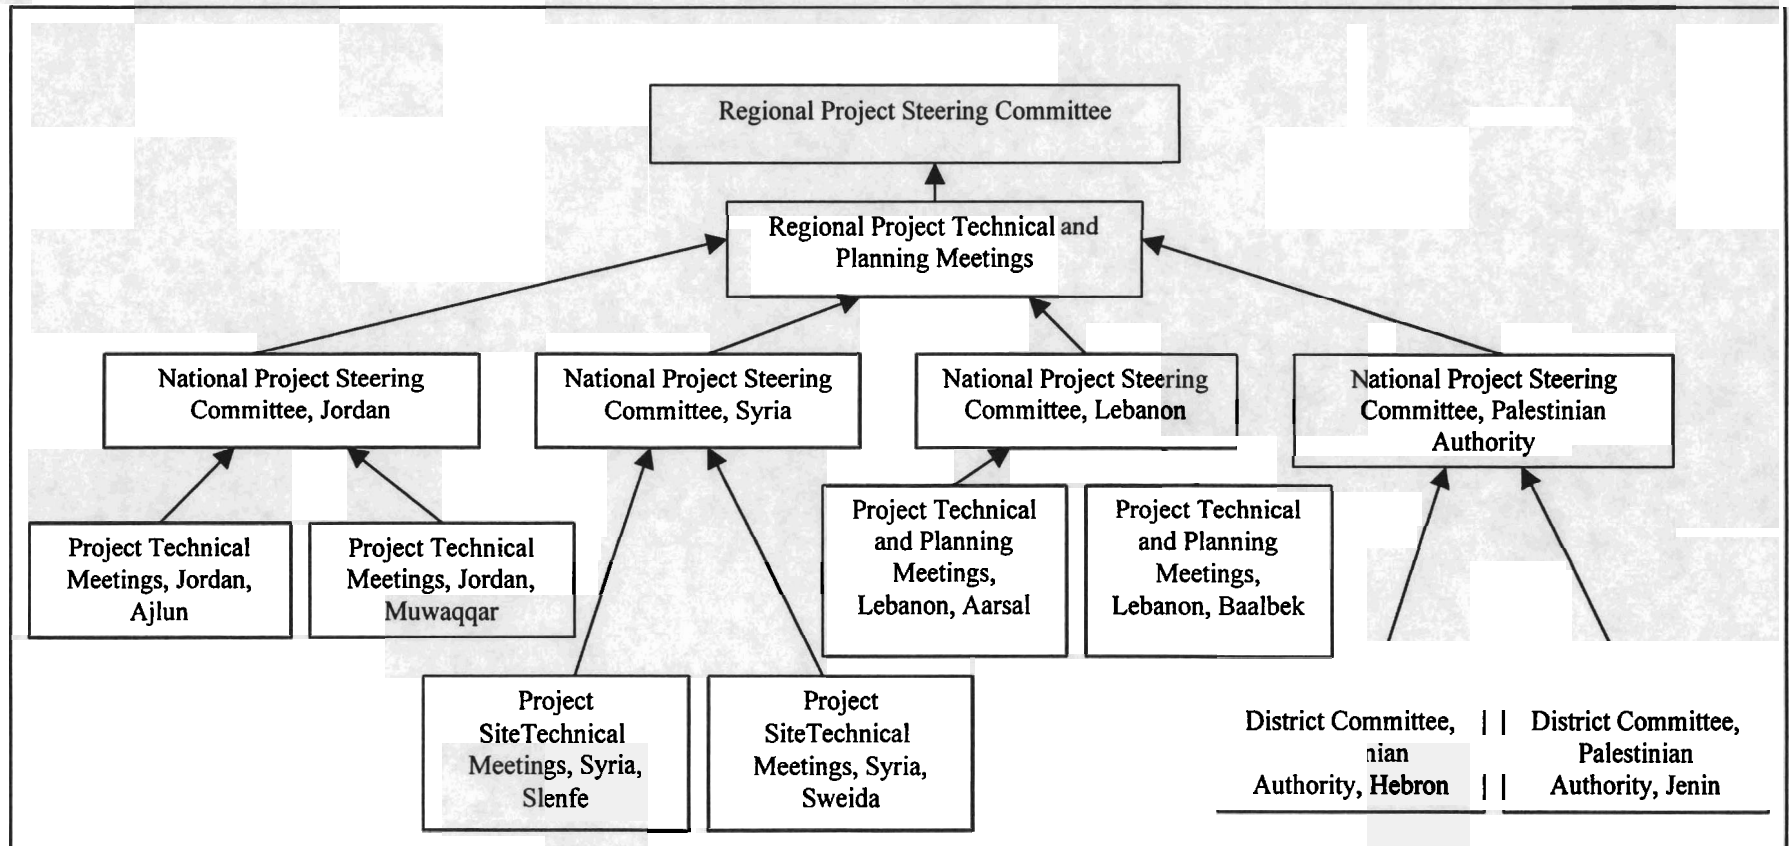 Regional Project Steering Committee
Regional Project Technical and
Planning Meetings
National Project Steering
Committee, Jordan
National Project Steering
Committee, Syria
National Project Steering
Committee, Lebanon
National Project Steering
Committee, Palestinian
Authority
Project Technical
Meetings, Jordan,
Ajlun
Project Technical
Meetings, Jordan,
Muwaqqar
Project Technical
and Planning
Meetings,
Lebanon, Aarsal
Project Technical
and Planning
Meetings,
Lebanon, Baalbek
Project
SiteTechnical
Meetings, Syria,
Slenfe
Project
SiteTechnical
Meetings, Syria,
Sweida
District Committee,
nian
Authority, Hebron
District Committee,
Palestinian
Authority, Jenin